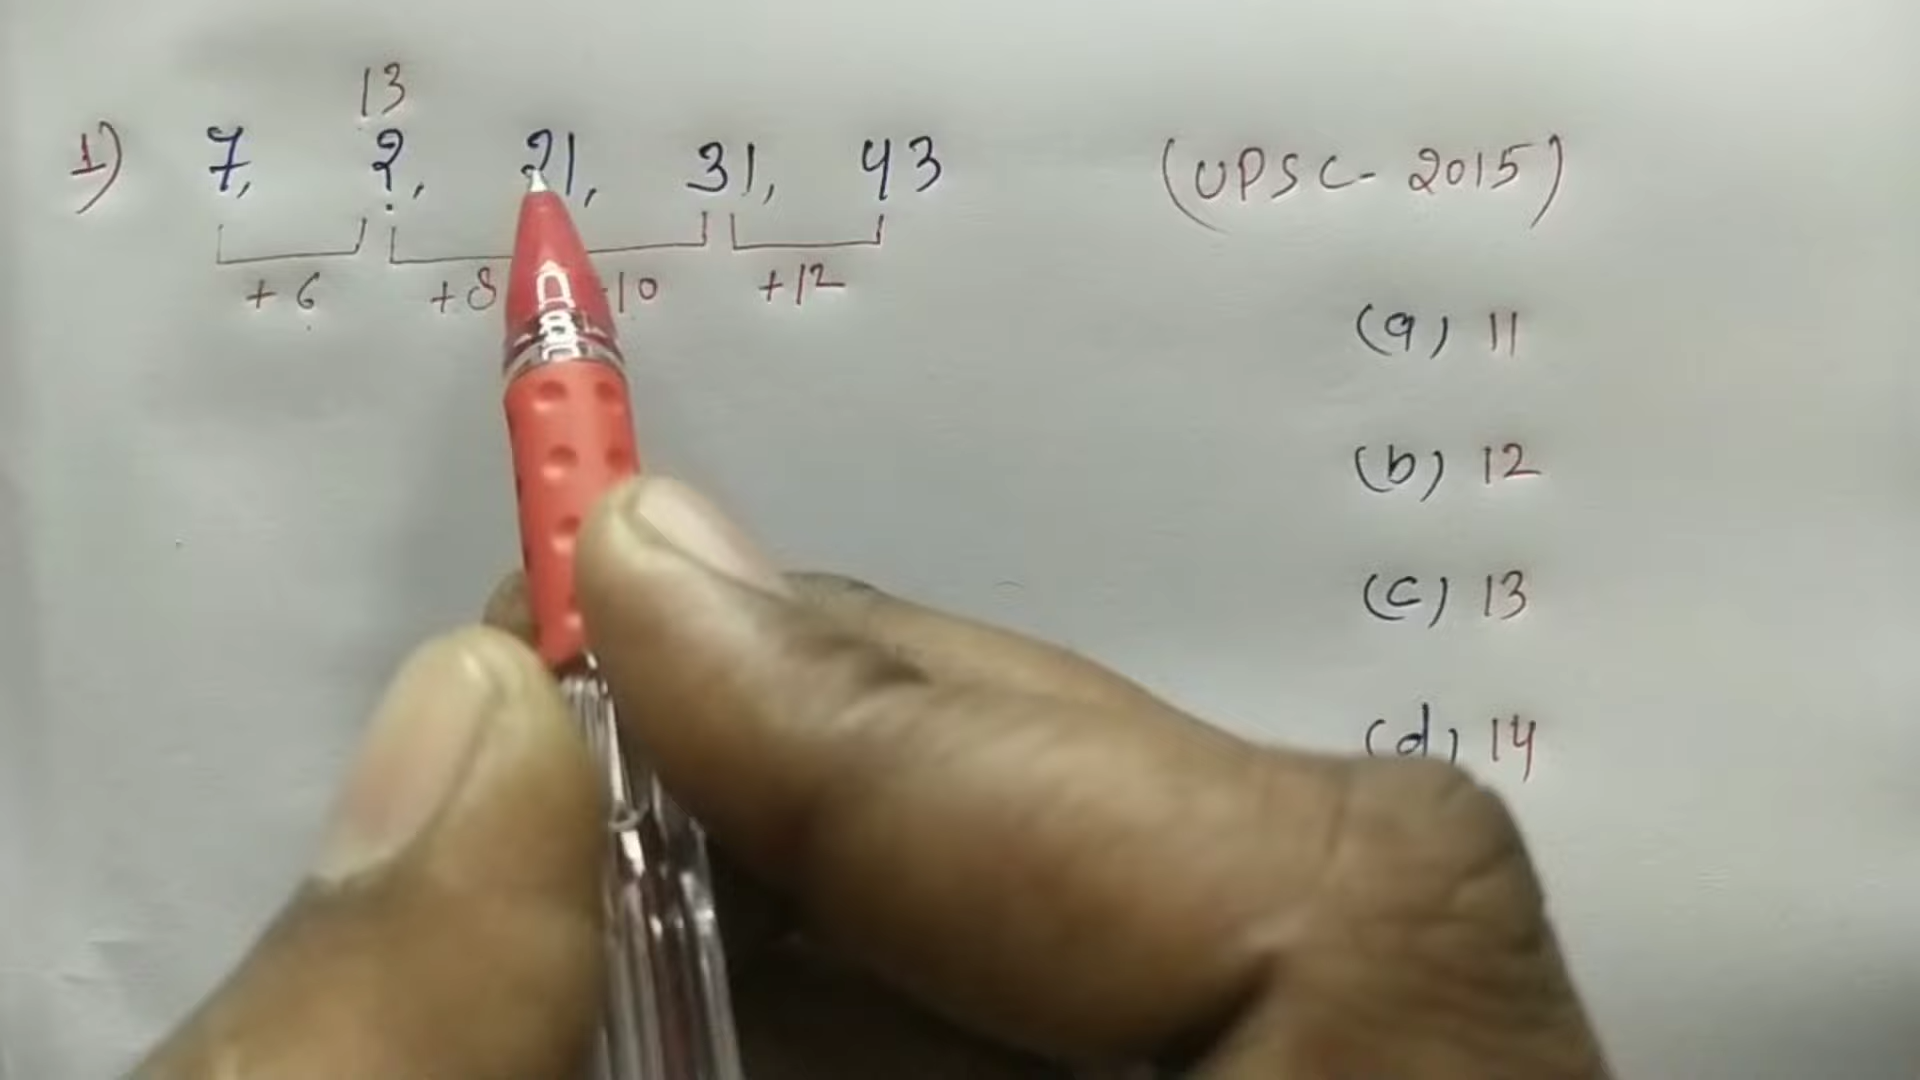 13
1) 7, ?, 21, 31, 43 (UPSC-2015)
+6 +8 +10 +12
(a) 11
(b) 12
(c) 13
(d) 14